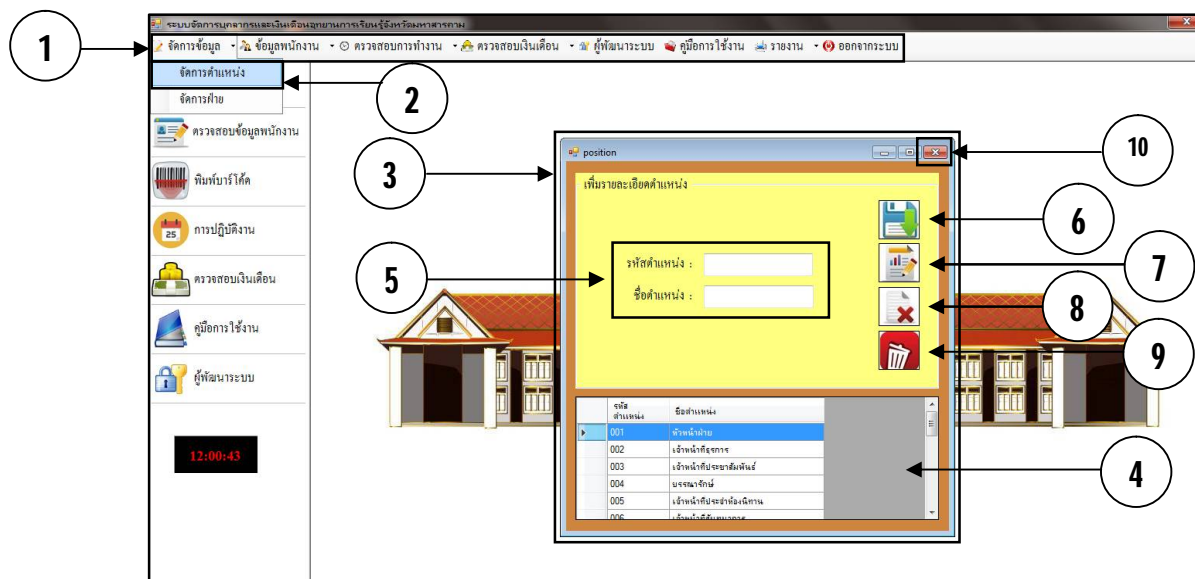 ระบบจัดการบุคลากรและเงินเดือนอุทยานการเรียนรู้จังหวัดมหาสารคาม
1
จัดการข้อมูล ข้อมูลพนักงาน ตรวจสอบการทำงาน ตรวจสอบเงินเดือน ผู้พัฒนาระบบ คู่มือการใช้งาน รายงาน ออกจากระบบ
จัดการตำแหน่ง
2
จัดการฝ่าย
ตรวจสอบข้อมูลพนักงาน
พิมพ์บาร์โค้ด
25
การปฏิบัติงาน
ตรวจสอบเงินเดือน
คู่มือการใช้งาน
ผู้พัฒนาระบบ
12:00:43
3
position
10
เพิ่มรายละเอียดตำแหน่ง
6
5
รหัสตำแหน่ง :
7
ชื่อตำแหน่ง :
8
9
รหัส
ตำแหน่ง ชื่อตำแหน่ง
001 หัวหน้าฝ่าย
002 เจ้าหน้าที่ธุรการ
003 เจ้าหน้าที่ประชาสัมพันธ์
004 บรรณารักษ์
4
005 เจ้าหน้าที่ประจำห้องนิทาน
006 เจ้าหน้าที่สันทนาการ